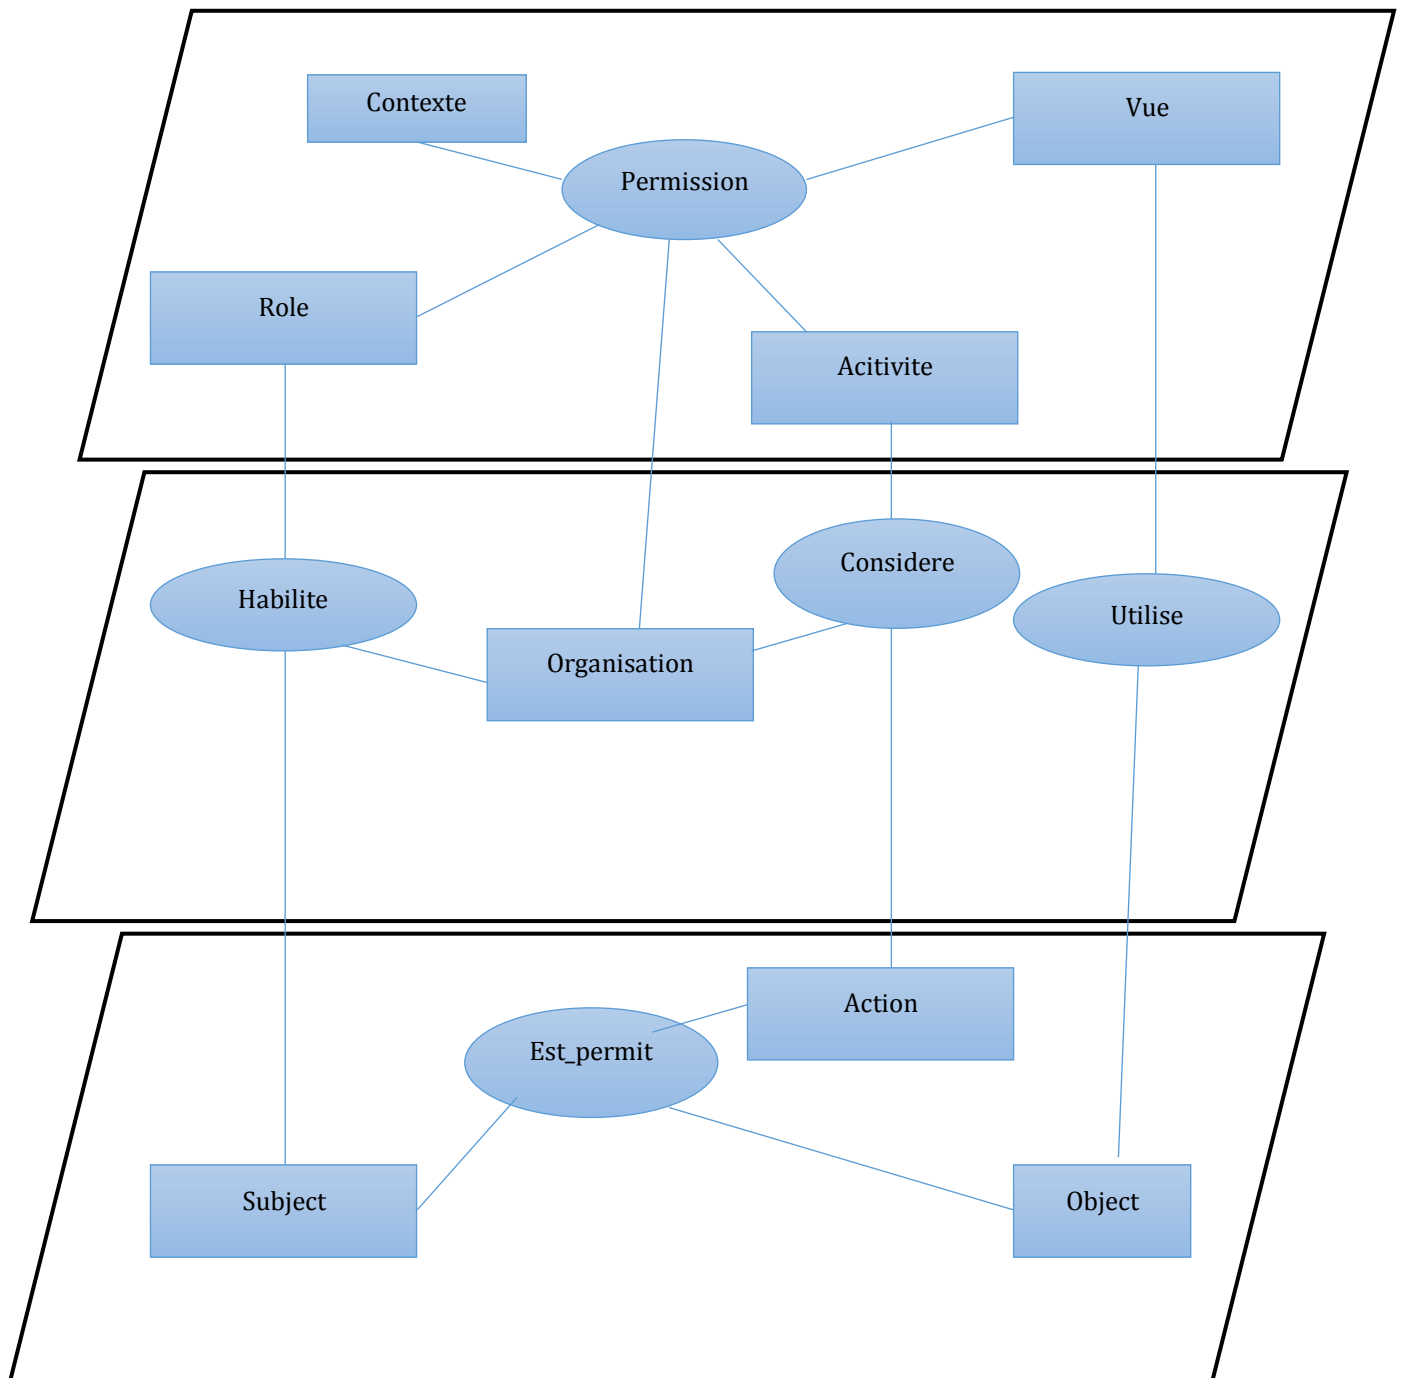 Contexte
Vue
Permission
Role
Acitivite
Considere
Habilite
Utilise
Organisation
Action
Est_permit
Subject
Object